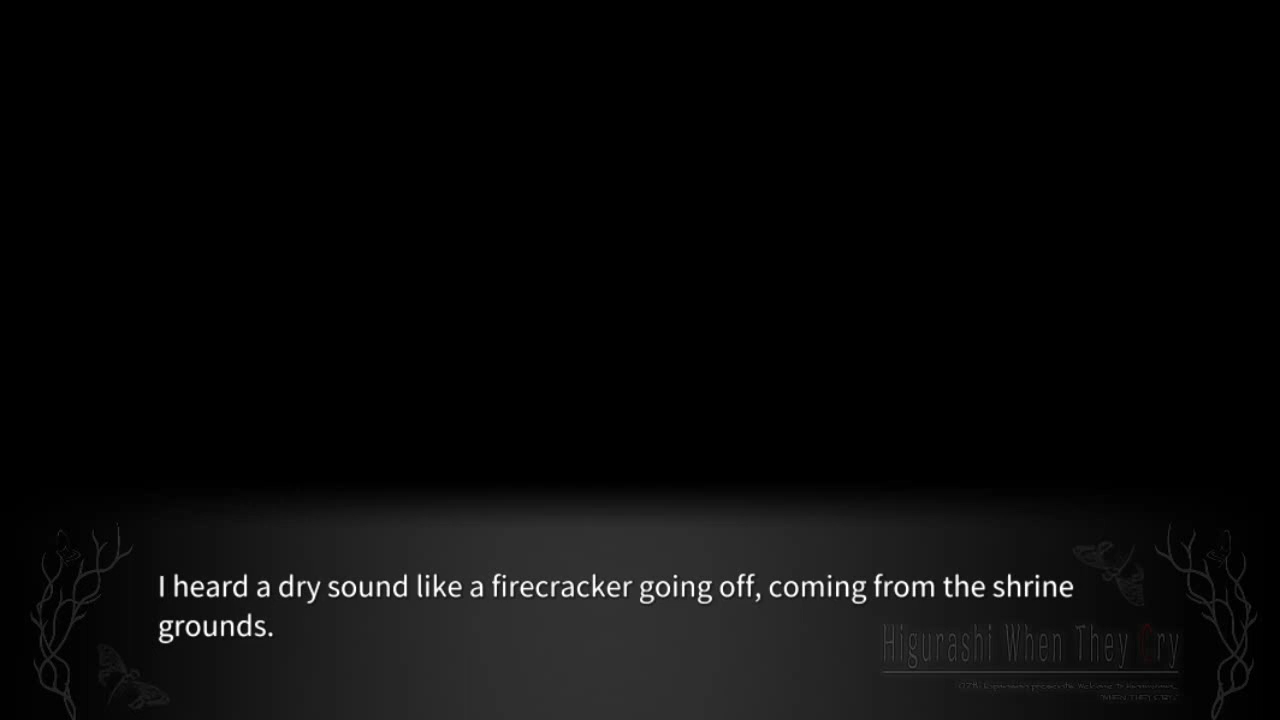 I heard a dry sound like a firecracker going off, coming from the shrine
grounds.
Higurashi When They Cry